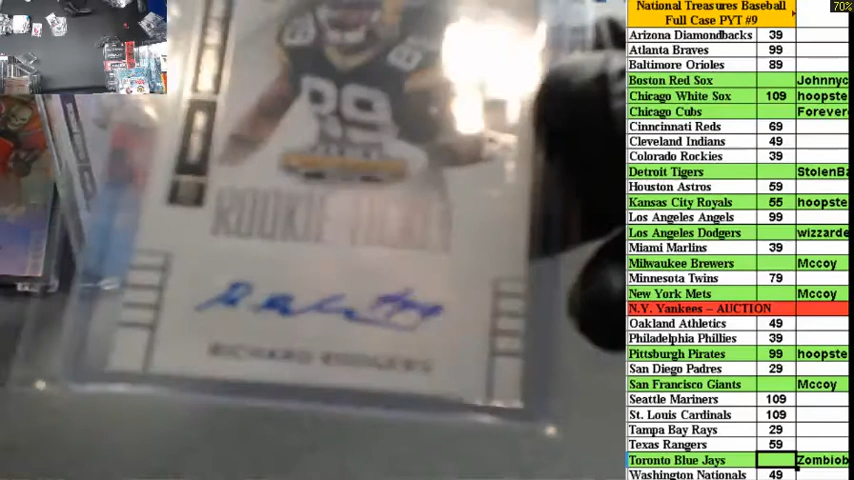 70%
National Treasures Baseball
Full Case PYT #9
Arizona Diamondbacks 39
Atlanta Braves 99
Baltimore Orioles 89
Boston Red Sox Johnnyc
Chicago White Sox 109 hoopste
Chicago Cubs Forever
Cinncinati Reds 69
Cleveland Indians 49
Colorado Rockies 39
Detroit Tigers StolenBa
Houston Astros 59
Kansas City Royals 55 hoopste
Los Angeles Angels 99
Los Angeles Dodgers wizzarde
Miami Marlins 39
Milwaukee Brewers Mccoy
Minnesota Twins 79
New York Mets Mccoy
N.Y. Yankees – AUCTION
Oakland Athletics 49
Philadelphia Phillies 39
Pittsburgh Pirates 99 hoopste
San Diego Padres 29
San Francisco Giants Mccoy
Seattle Mariners 109
St. Louis Cardinals 109
Tampa Bay Rays 29
Texas Rangers 59
Toronto Blue Jays Zombiob
Washington Nationals 49
89
ROOKIE
RICHARD RODGERS